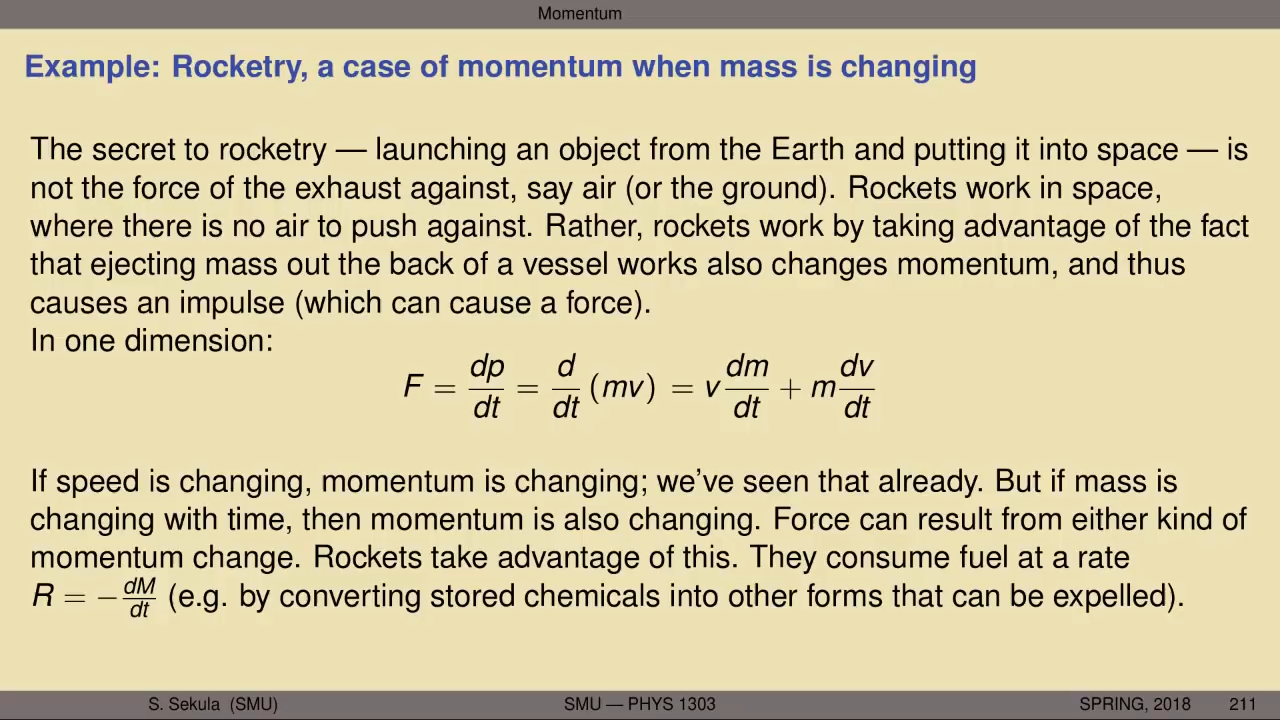 Momentum
Example: Rocketry, a case of momentum when mass is changing
The secret to rocketry — launching an object from the Earth and putting it into space — is
not the force of the exhaust against, say air (or the ground). Rockets work in space,
where there is no air to push against. Rather, rockets work by taking advantage of the fact
that ejecting mass out the back of a vessel works also changes momentum, and thus
causes an impulse (which can cause a force).
In one dimension:
F = dp/dt = d/dt (mv) = v dm/dt + m dv/dt
If speed is changing, momentum is changing; we've seen that already. But if mass is
changing with time, then momentum is also changing. Force can result from either kind of
momentum change. Rockets take advantage of this. They consume fuel at a rate
R = − dM/dt (e.g. by converting stored chemicals into other forms that can be expelled).
S. Sekula (SMU) SMU — PHYS 1303 SPRING, 2018 211